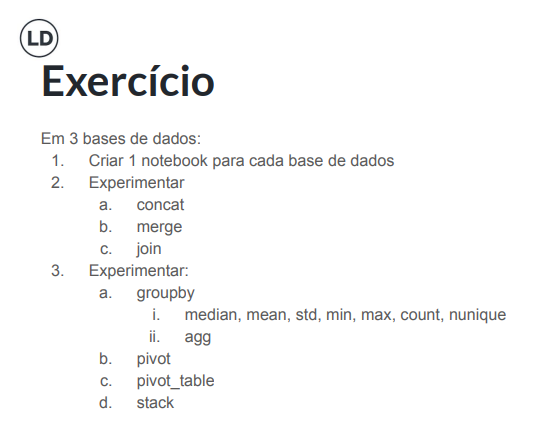 LD
Exercício
Em 3 bases de dados:
1. Criar 1 notebook para cada base de dados
2. Experimentar
a. concat
b. merge
c. join
3. Experimentar:
a. groupby
i. median, mean, std, min, max, count, nunique
ii. agg
b. pivot
c. pivot_table
d. stack